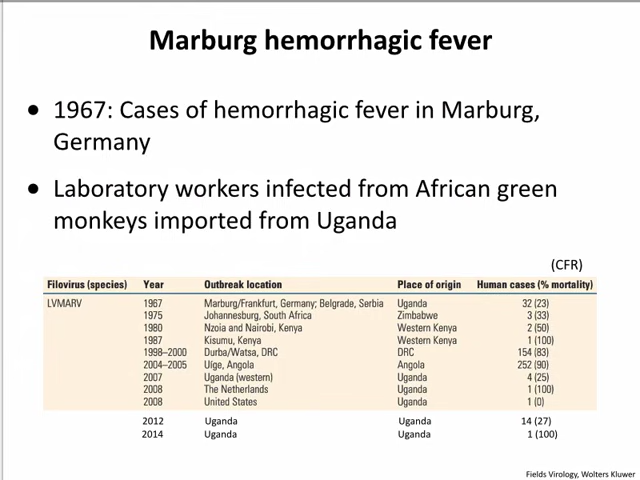 Marburg hemorrhagic fever
• 1967: Cases of hemorrhagic fever in Marburg,
Germany
• Laboratory workers infected from African green
monkeys imported from Uganda
(CFR)
Filovirus (species) Year Outbreak location Place of origin Human cases (% mortality)
LVMARV 1967 Marburg/Frankfurt, Germany; Belgrade, Serbia Uganda 32 (23)
1975 Johannesburg, South Africa Zimbabwe 3 (33)
1980 Nzoia and Nairobi, Kenya Western Kenya 2 (50)
1987 Kisumu, Kenya Western Kenya 1 (100)
1998–2000 Durba/Watsa, DRC DRC 154 (83)
2004–2005 Uíge, Angola Angola 252 (90)
2007 Uganda (western) Uganda 4 (25)
2008 The Netherlands Uganda 1 (100)
2008 United States Uganda 1 (0)
2012 Uganda Uganda 14 (27)
2014 Uganda Uganda 1 (100)
Fields Virology, Wolters Kluwer